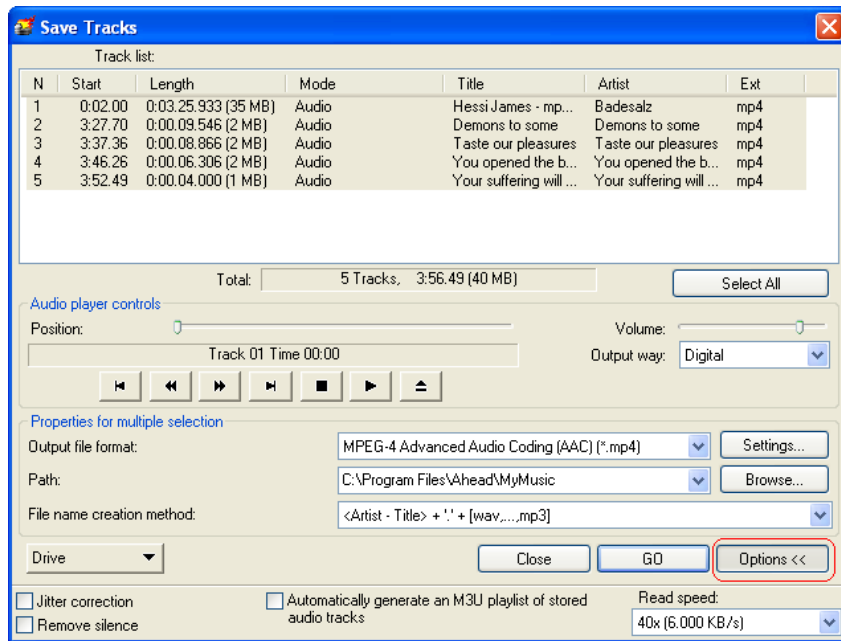 Save Tracks
Track list:
N Start Length Mode Title Artist Ext
1 0:02.00 0:03.25.933 (35 MB) Audio Hessi James - mp... Badesalz mp4
2 3:27.70 0:00.09.546 (2 MB) Audio Demons to some Demons to some mp4
3 3:37.36 0:00.08.866 (2 MB) Audio Taste our pleasures Taste our pleasures mp4
4 3:46.26 0:00.06.306 (2 MB) Audio You opened the b... You opened the b... mp4
5 3:52.49 0:00.04.000 (1 MB) Audio Your suffering will ... Your suffering will ... mp4
Total: 5 Tracks, 3:56.49 (40 MB) Select All
Audio player controls
Position: Volume:
Track 01 Time 00:00 Output way: Digital
Properties for multiple selection
Output file format: MPEG-4 Advanced Audio Coding (AAC) (*.mp4) Settings...
Path: C:\Program Files\Ahead\MyMusic Browse...
File name creation method: <Artist - Title> + '.' + [wav,...,mp3]
Drive Close GO Options <<
Jitter correction Automatically generate an M3U playlist of stored audio tracks Read speed:
Remove silence 40x (6.000 KB/s)